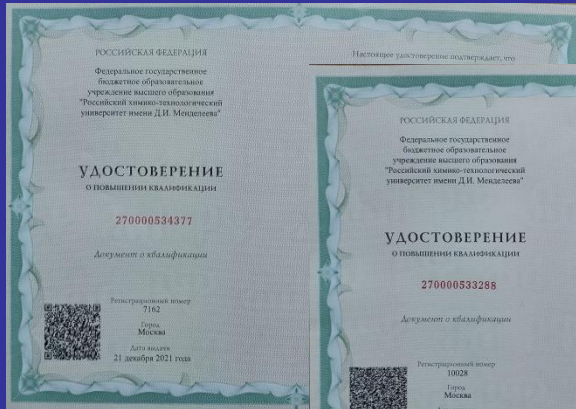 РОССИЙСКАЯ ФЕДЕРАЦИЯ
Федеральное государственное
бюджетное образовательное
учреждение высшего образования
"Российский химико-технологический
университет имени Д.И. Менделеева"
УДОСТОВЕРЕНИЕ
О ПОВЫШЕНИИ КВАЛИФИКАЦИИ
270000534377
Документ о квалификации
Регистрационный номер
7162
Город
Москва
Дата выдачи
21 декабря 2021 года
Настоящее удостоверение подтверждает, что
РОССИЙСКАЯ ФЕДЕРАЦИЯ
Федеральное государственное
бюджетное образовательное
учреждение высшего образования
"Российский химико-технологический
университет имени Д.И. Менделеева"
УДОСТОВЕРЕНИЕ
О ПОВЫШЕНИИ КВАЛИФИКАЦИИ
270000533288
Документ о квалификации
Регистрационный номер
10028
Город
Москва